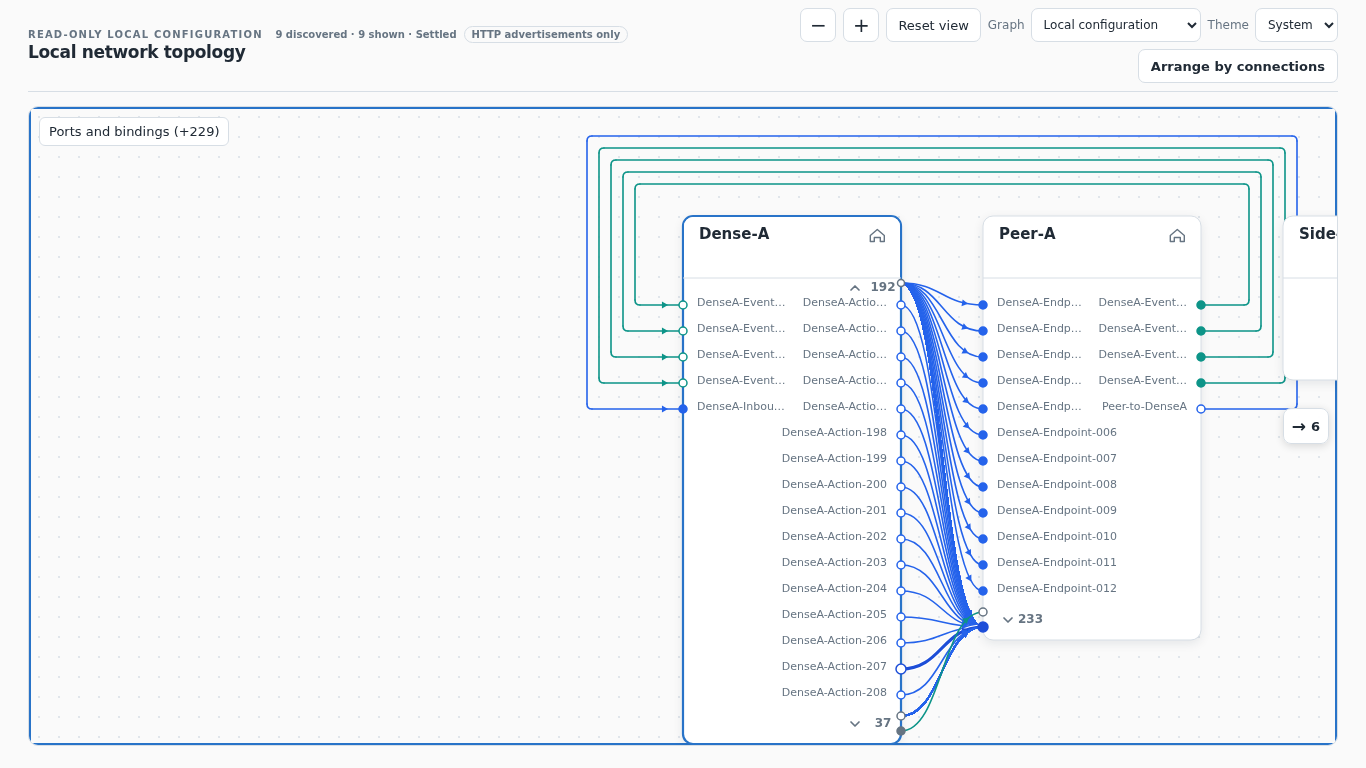 READ-ONLY LOCAL CONFIGURATION 9 discovered · 9 shown · Settled HTTP advertisements only
Local network topology
− + Reset view Graph Local configuration Theme System
Arrange by connections
Ports and bindings (+229)
Dense-A
192
DenseA-Event… DenseA-Actio…
DenseA-Event… DenseA-Actio…
DenseA-Event… DenseA-Actio…
DenseA-Event… DenseA-Actio…
DenseA-Inbou… DenseA-Actio…
DenseA-Action-198
DenseA-Action-199
DenseA-Action-200
DenseA-Action-201
DenseA-Action-202
DenseA-Action-203
DenseA-Action-204
DenseA-Action-205
DenseA-Action-206
DenseA-Action-207
DenseA-Action-208
37
Peer-A
DenseA-Endp… DenseA-Event…
DenseA-Endp… DenseA-Event…
DenseA-Endp… DenseA-Event…
DenseA-Endp… DenseA-Event…
DenseA-Endp… Peer-to-DenseA
DenseA-Endpoint-006
DenseA-Endpoint-007
DenseA-Endpoint-008
DenseA-Endpoint-009
DenseA-Endpoint-010
DenseA-Endpoint-011
DenseA-Endpoint-012
233
Side-
→ 6